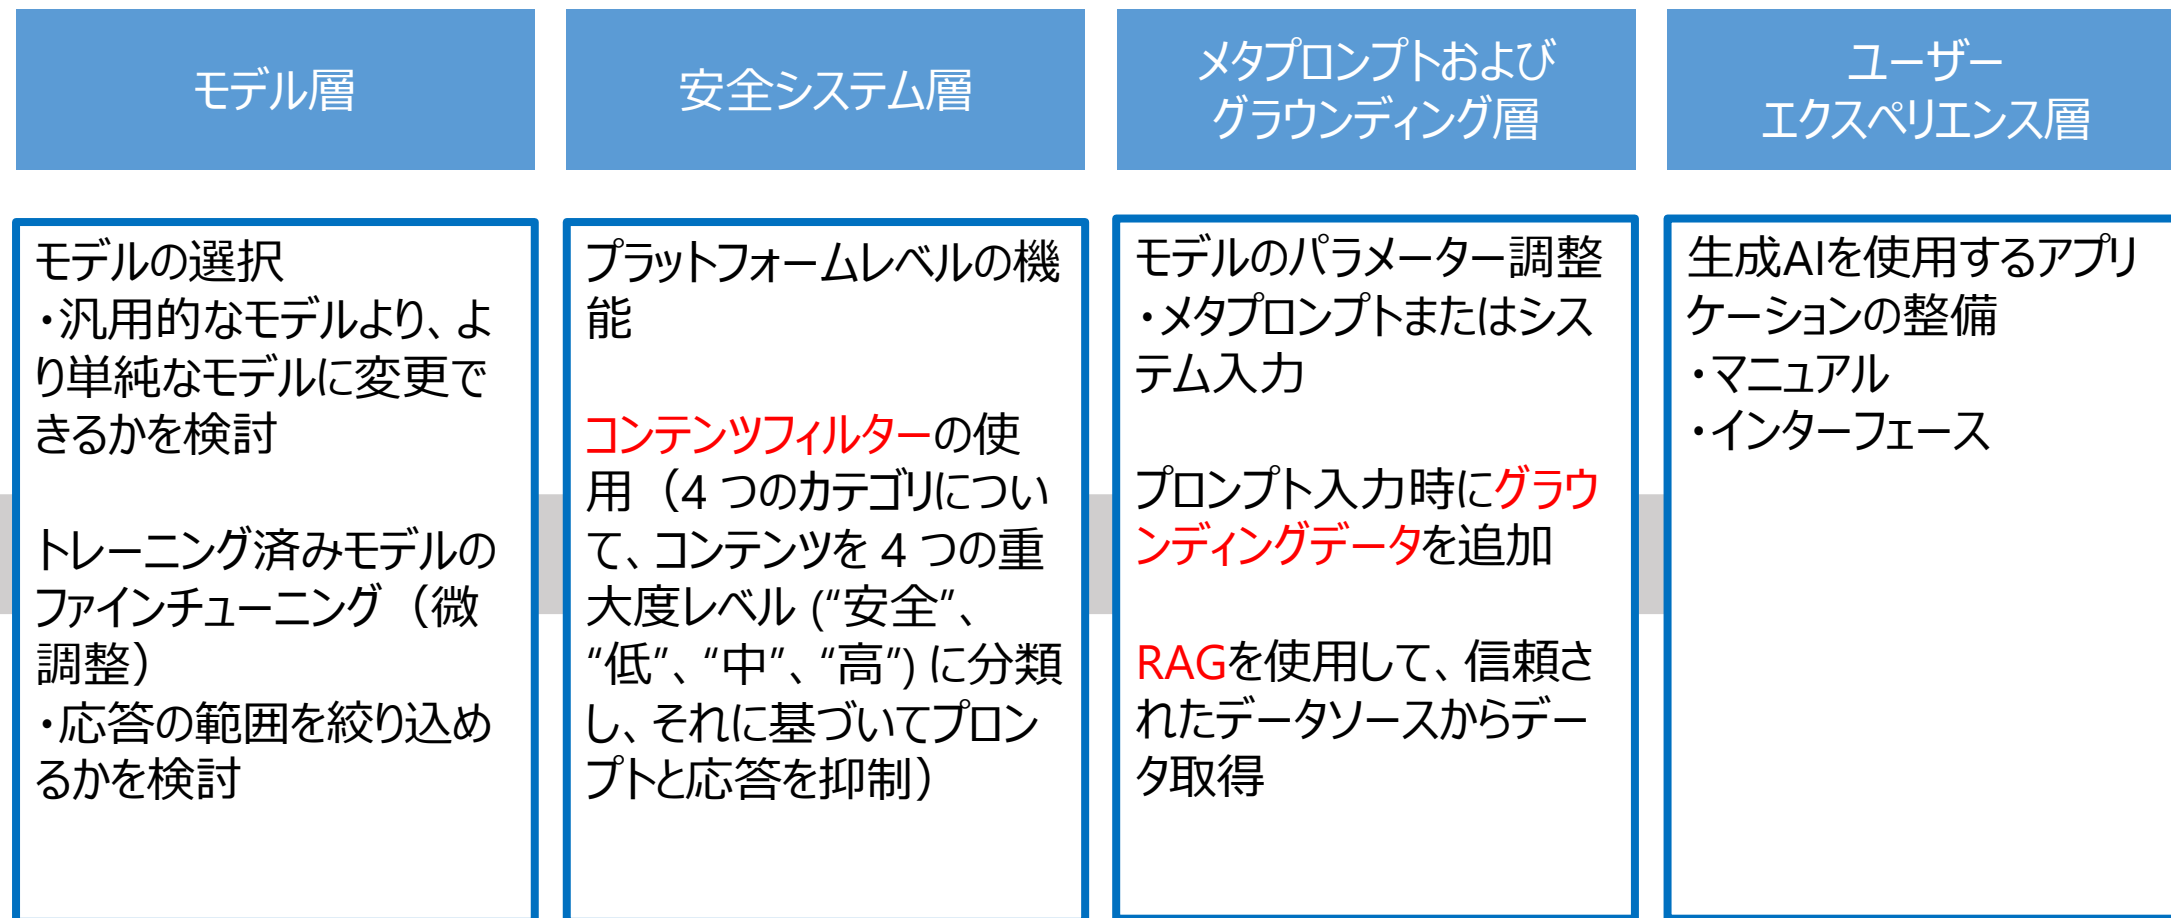 モデル層
安全システム層
メタプロンプトおよび
グラウンディング層
ユーザー
エクスペリエンス層
モデルの選択
・汎用的なモデルより、よ
り単純なモデルに変更で
きるかを検討
トレーニング済みモデルの
ファインチューニング（微
調整）
・応答の範囲を絞り込め
るかを検討
プラットフォームレベルの機
能
コンテンツフィルターの使
用（4 つのカテゴリについ
て、コンテンツを 4 つの重
大度レベル (“安全”、
“低”、“中”、“高”) に分類
し、それに基づいてプロン
プトと応答を抑制）
モデルのパラメーター調整
・メタプロンプトまたはシス
テム入力
プロンプト入力時にグラウ
ンディングデータを追加
RAGを使用して、信頼さ
れたデータソースからデー
タ取得
生成AIを使用するアプリ
ケーションの整備
・マニュアル
・インターフェース